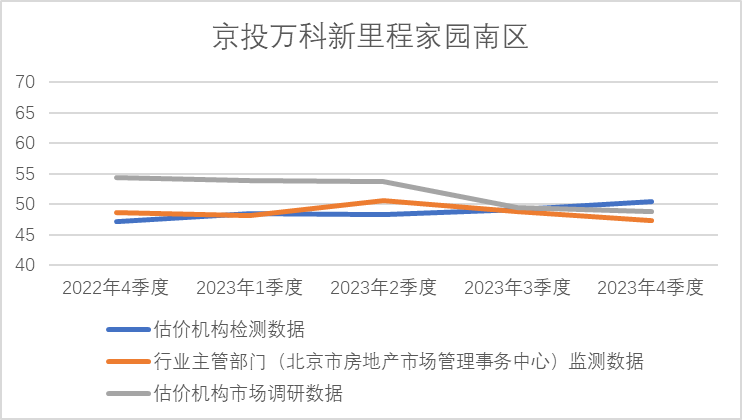 京投万科新里程家园南区
70
65
60
55
50
45
40
2022年4季度 2023年1季度 2023年2季度 2023年3季度 2023年4季度
估价机构检测数据
行业主管部门（北京市房地产市场管理事务中心）监测数据
估价机构市场调研数据